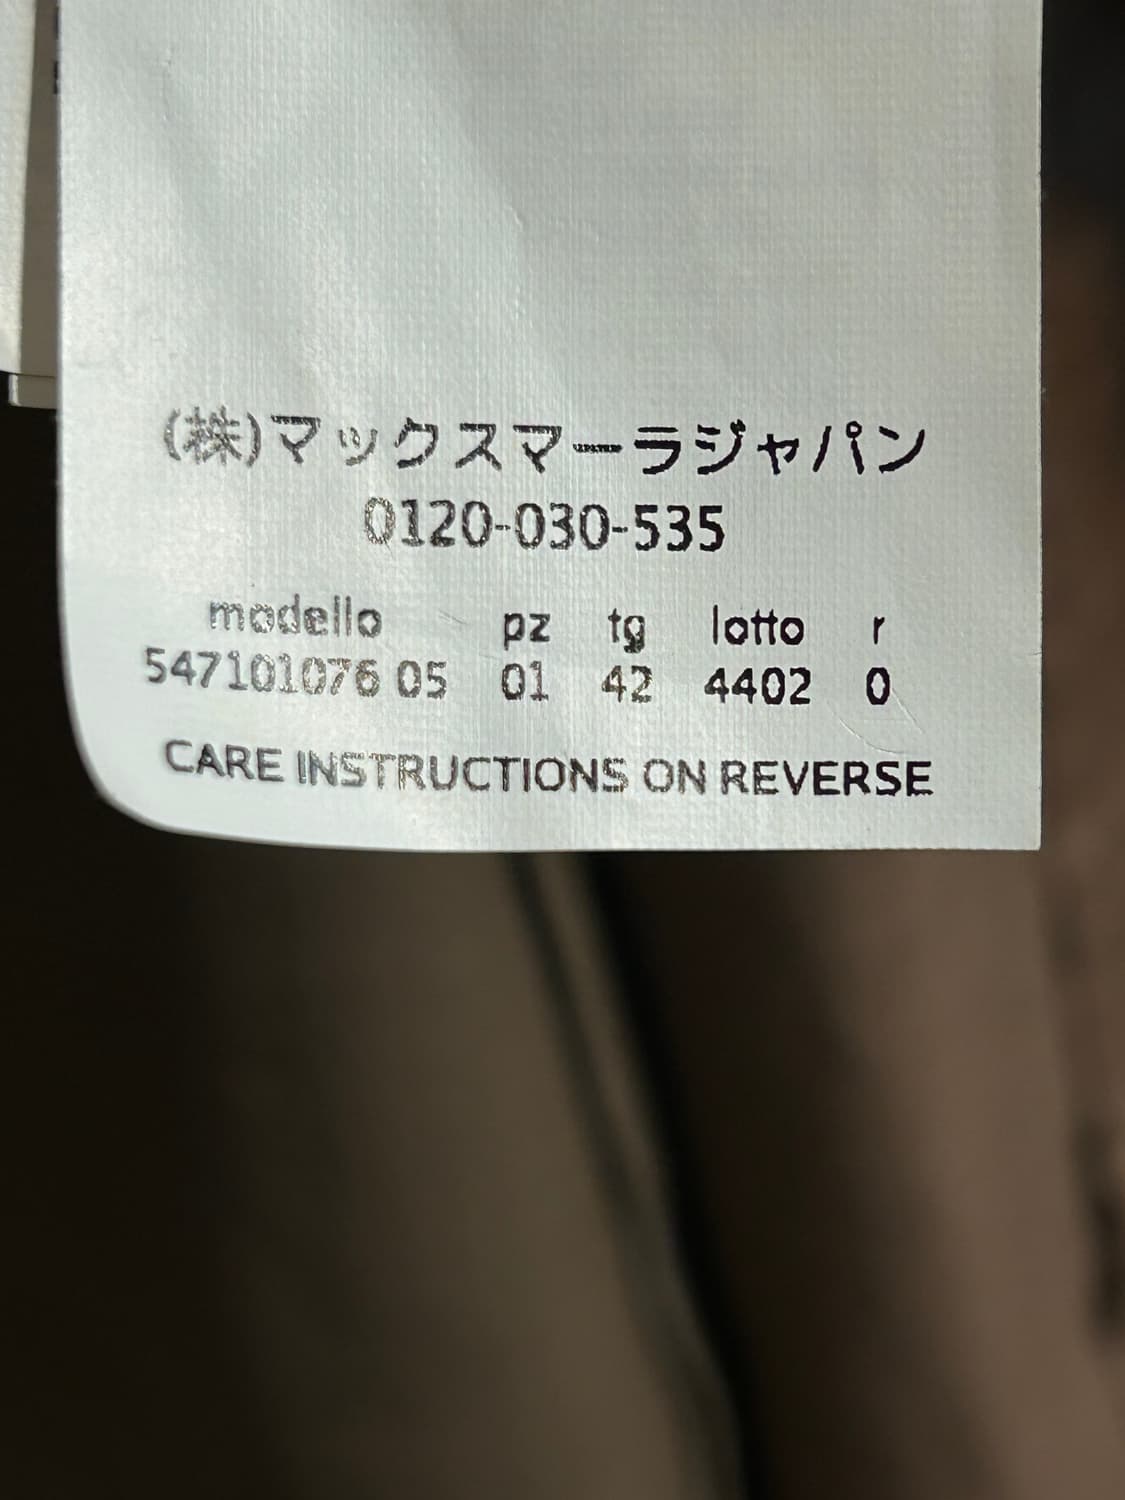 (株)マックスマーラジャパン
0120-030-535
modello pz tg lotto r
547101076 05 01 42 4402 0
CARE INSTRUCTIONS ON REVERSE